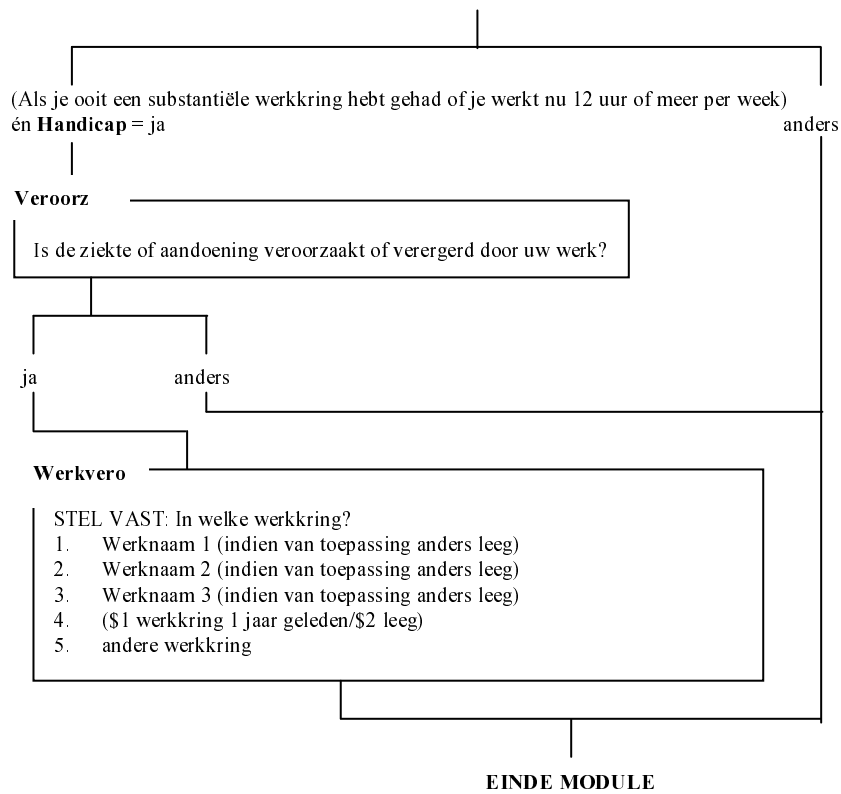 (Als je ooit een substantiële werkkring hebt gehad of je werkt nu 12 uur of meer per week)
én Handicap = ja
anders
Veroorz
Is de ziekte of aandoening veroorzaakt of verergerd door uw werk?
ja anders
Werkvero
STEL VAST: In welke werkkring?
1. Werknaam 1 (indien van toepassing anders leeg)
2. Werknaam 2 (indien van toepassing anders leeg)
3. Werknaam 3 (indien van toepassing anders leeg)
4. ($1 werkkring 1 jaar geleden/$2 leeg)
5. andere werkkring
EINDE MODULE